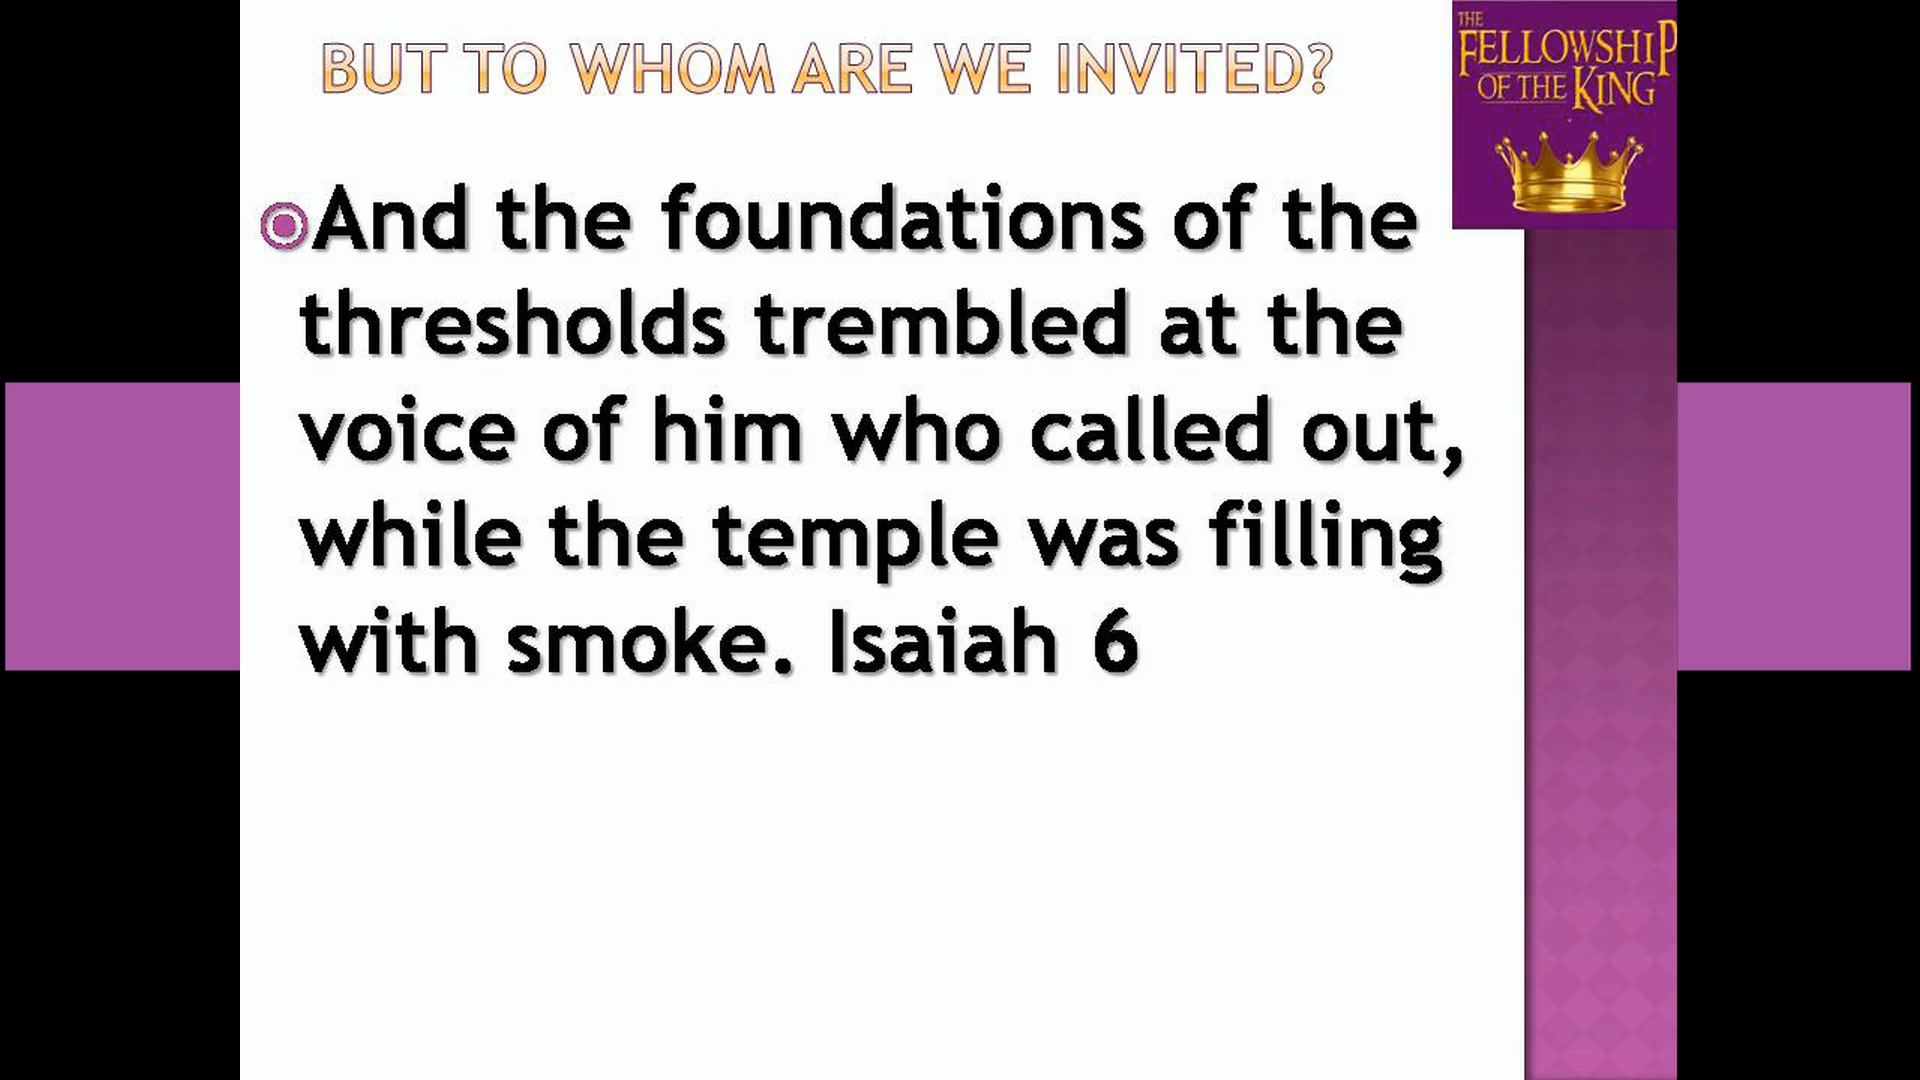 BUT TO WHOM ARE WE INVITED?
THE
FELLOWSHIP
OF THE KING
And the foundations of the
thresholds trembled at the
voice of him who called out,
while the temple was filling
with smoke. Isaiah 6